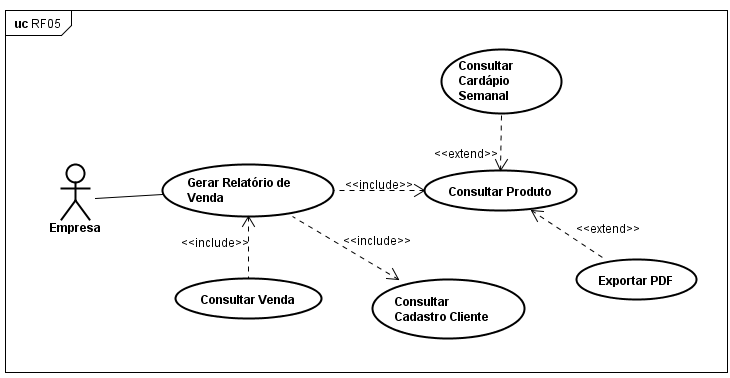 uc RF05
Consultar
Cardápio
Semanal
<<extend>>
Gerar Relatório de
Venda
<<include>>
Consultar Produto
Empresa
<<include>>
<<include>>
<<extend>>
Consultar Venda
Consultar
Cadastro Cliente
Exportar PDF